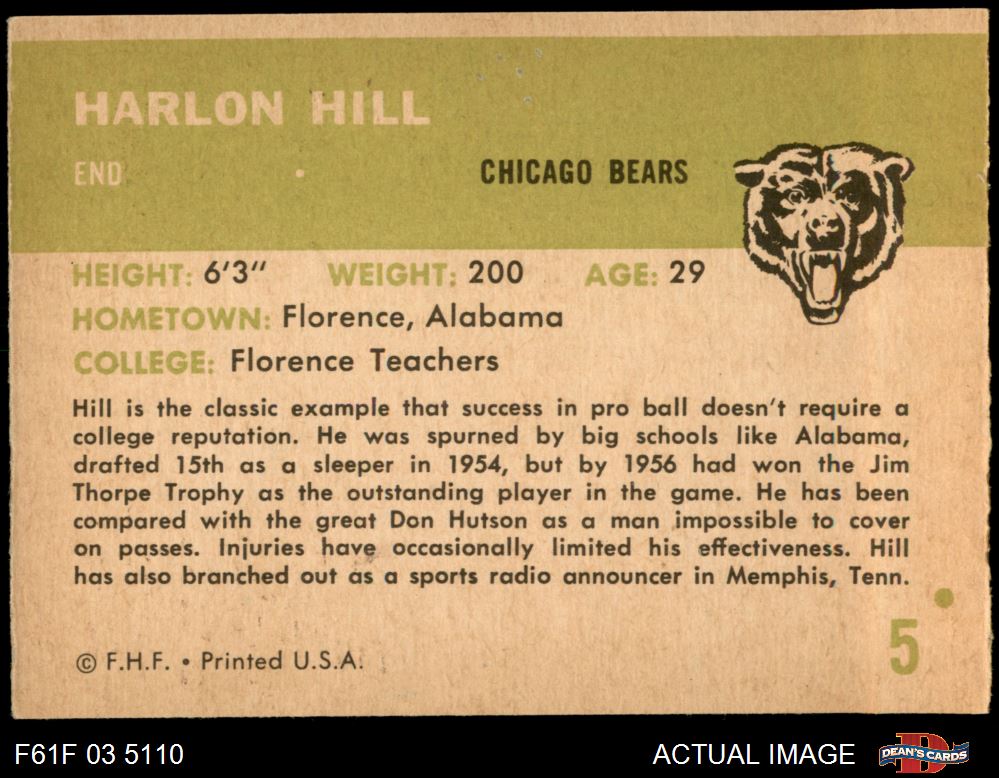 HARLON HILL
END
CHICAGO BEARS
HEIGHT: 6'3" WEIGHT: 200 AGE: 29
HOMETOWN: Florence, Alabama
COLLEGE: Florence Teachers
Hill is the classic example that success in pro ball doesn't require a
college reputation. He was spurned by big schools like Alabama,
drafted 15th as a sleeper in 1954, but by 1956 had won the Jim
Thorpe Trophy as the outstanding player in the game. He has been
compared with the great Don Hutson as a man impossible to cover
on passes. Injuries have occasionally limited his effectiveness. Hill
has also branched out as a sports radio announcer in Memphis, Tenn.
© F.H.F. • Printed U.S.A.
5
F61F 03 5110
ACTUAL IMAGE
D
DEAN'S CARDS